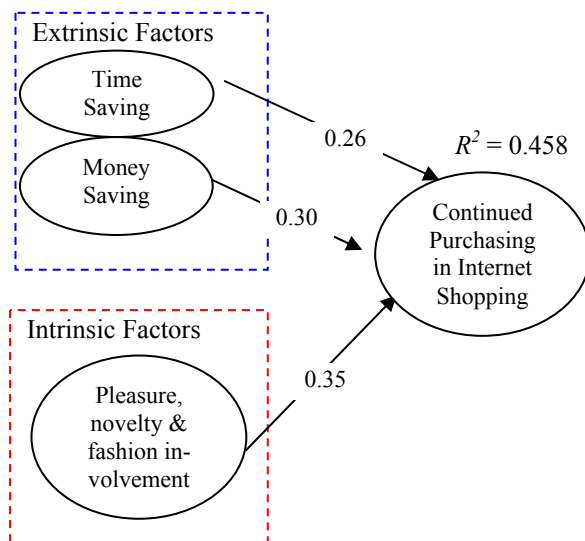 Extrinsic Factors
Time
Saving
Money
Saving
0.26
0.30
R² = 0.458
Continued
Purchasing
in Internet
Shopping
Intrinsic Factors
Pleasure,
novelty &
fashion in-
volvement
0.35